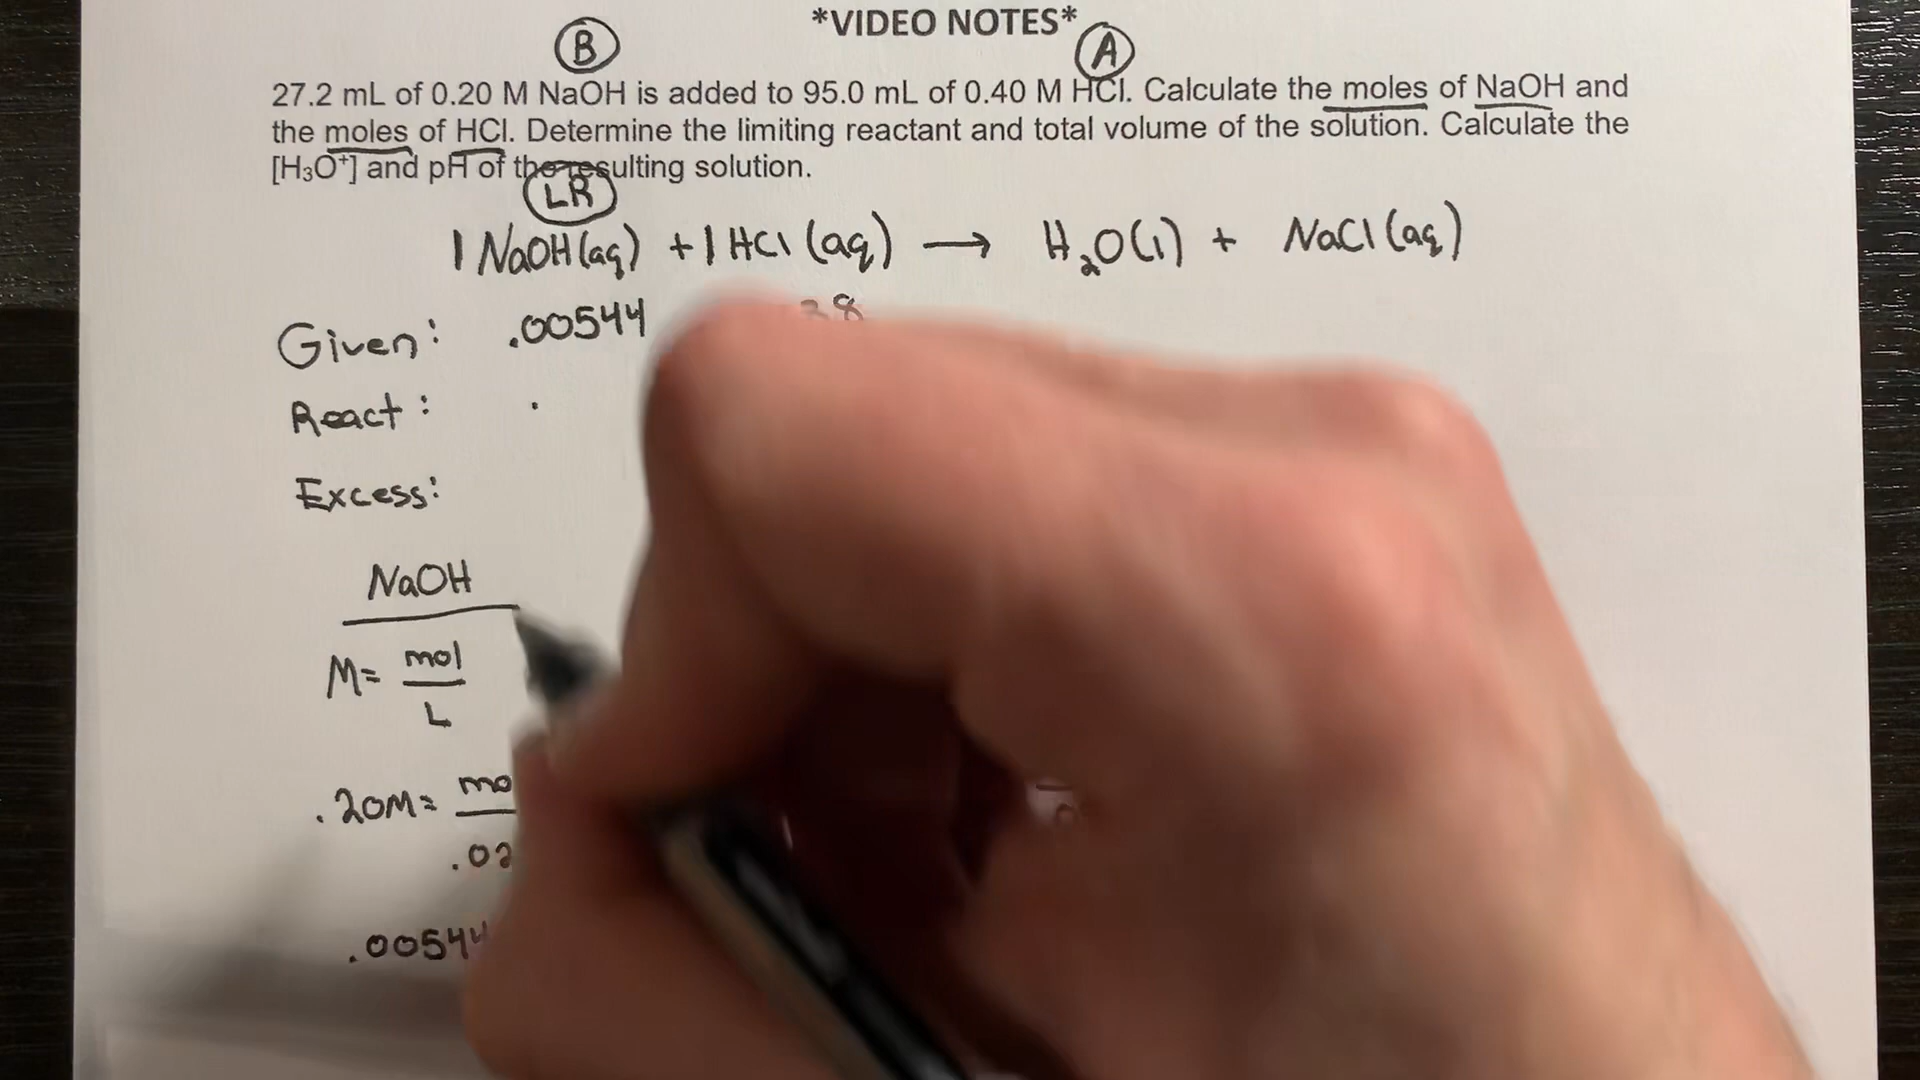 *VIDEO NOTES*
B A
27.2 mL of 0.20 M NaOH is added to 95.0 mL of 0.40 M HCl. Calculate the moles of NaOH and
the moles of HCl. Determine the limiting reactant and total volume of the solution. Calculate the
[H₃O⁺] and pH of the resulting solution.
LR
1 NaOH(aq) + 1 HCl (aq) → H₂O(l) + NaCl (aq)
Given: .00544 38
React: .
Excess:
NaOH
M= mol
L
.20M= mo
.02
.00544